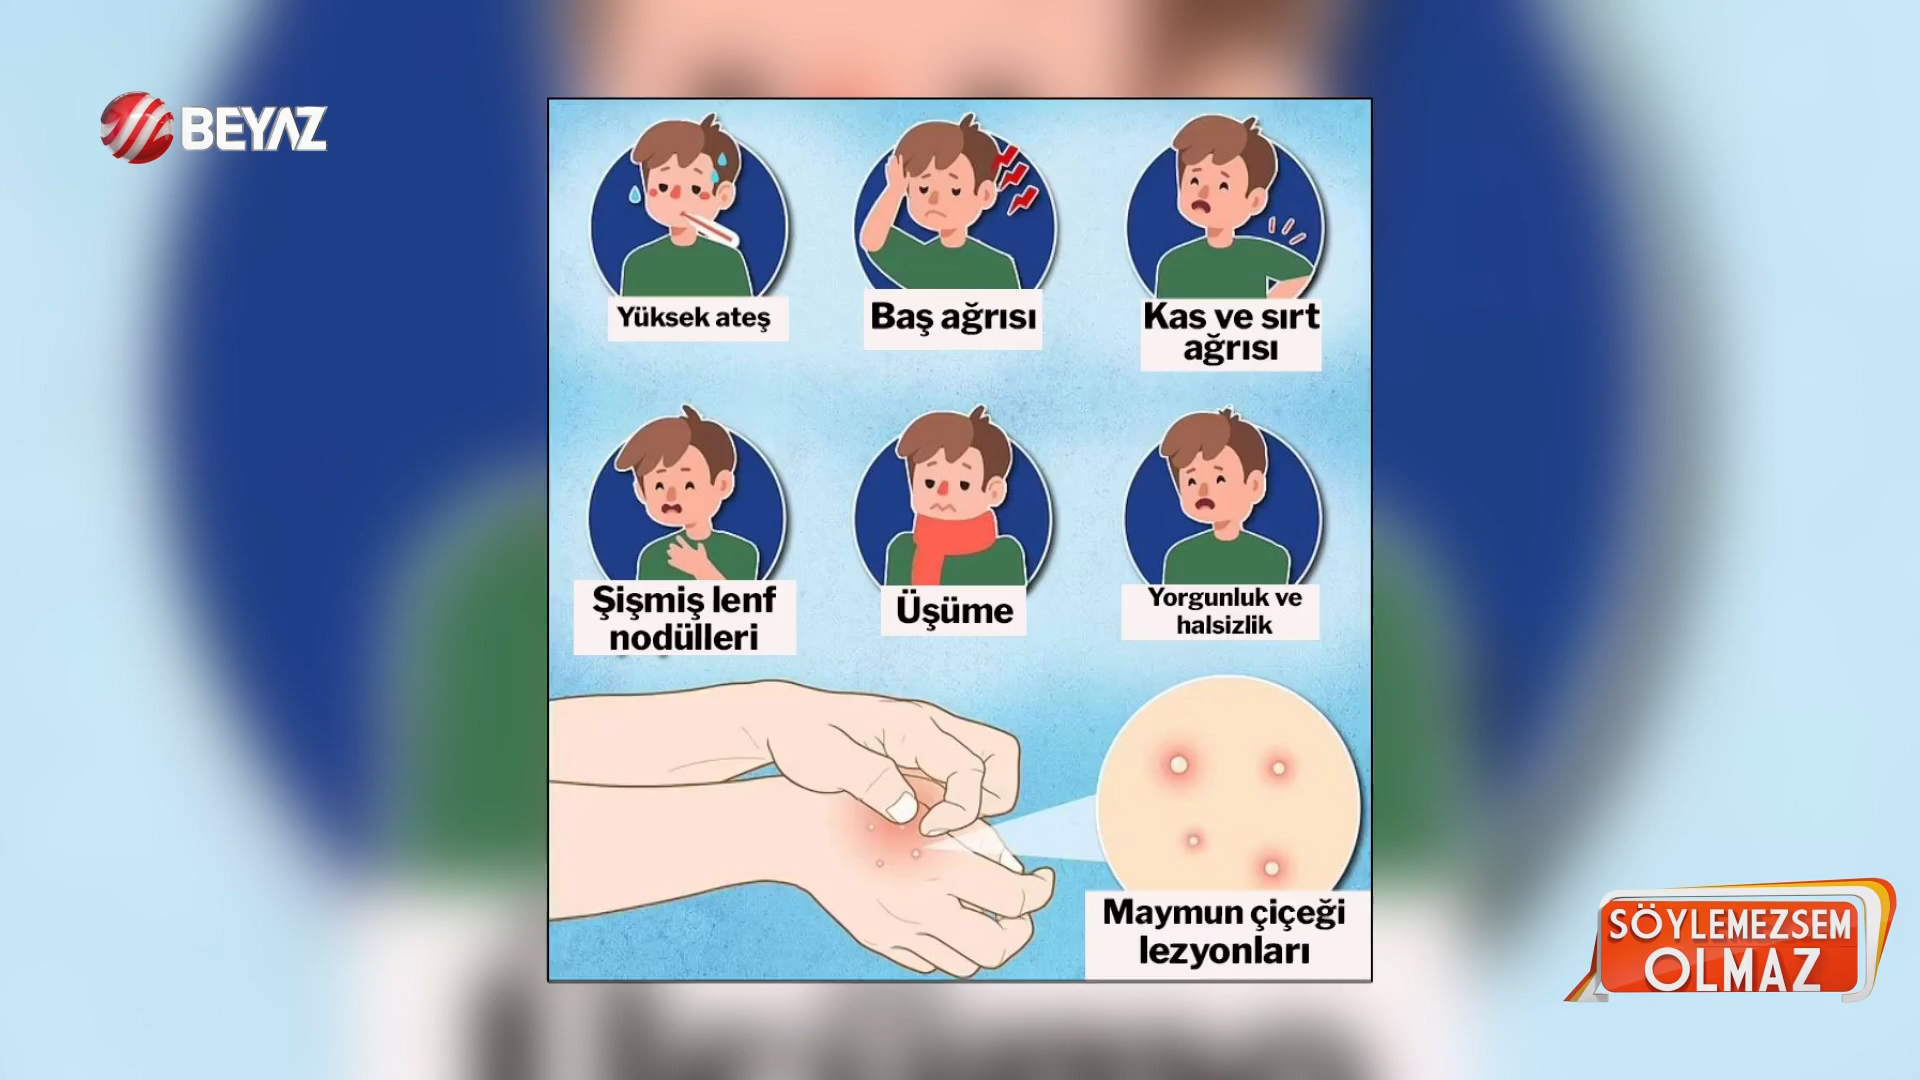 BEYAZ
Yüksek ateş
Baş ağrısı
Kas ve sırt
ağrısı
Şişmiş lenf
nodülleri
Üşüme
Yorgunluk ve
halsizlik
Maymun çiçeği
lezyonları
SÖYLEMEZSEM
OLMAZ